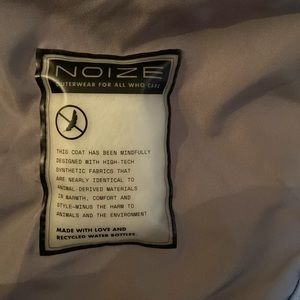 NOIZE
OUTERWEAR FOR ALL WHO CARE
THIS COAT HAS BEEN MINDFULLY
DESIGNED WITH HIGH-TECH
SYNTHETIC FABRICS THAT
ARE NEARLY IDENTICAL TO
ANIMAL-DERIVED MATERIALS
IN WARMTH, COMFORT AND
STYLE-MINUS THE HARM TO
ANIMALS AND THE ENVIRONMENT
MADE WITH LOVE AND
RECYCLED WATER BOTTLES.